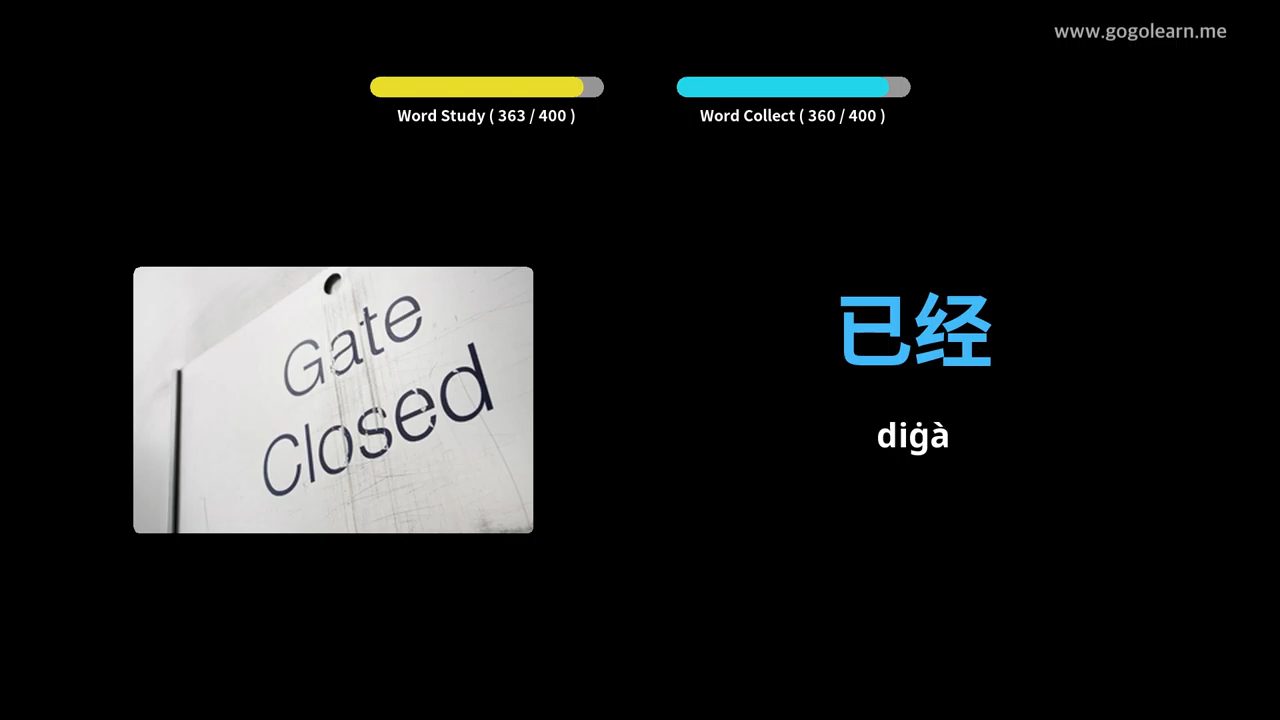 www.gogolearn.me
Word Study ( 363 / 400 )
Word Collect ( 360 / 400 )
Gate
Closed
已经
diġà